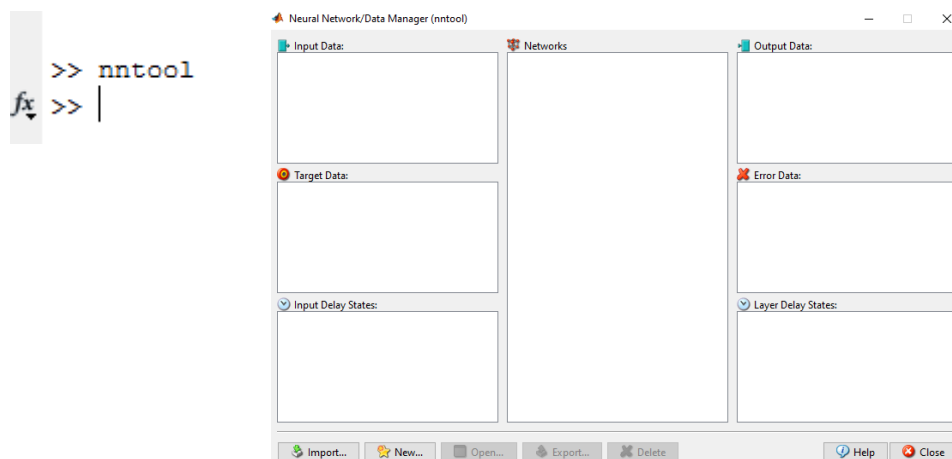 >> nntool
fx >>
Neural Network/Data Manager (nntool)
Input Data:
Networks
Output Data:
Target Data:
Error Data:
Input Delay States:
Layer Delay States:
Import... New... Open... Export... Delete Help Close